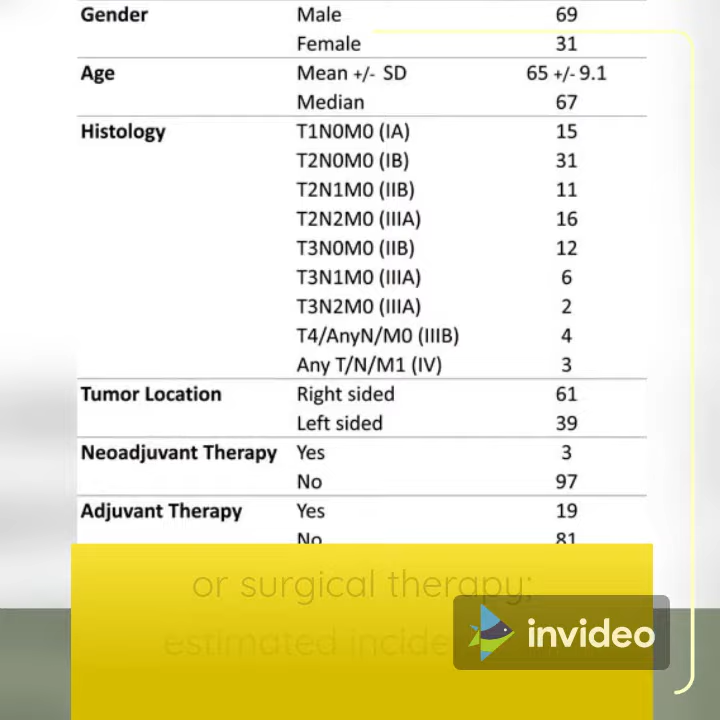 Gender Male 69
Female 31
Age Mean +/- SD 65 +/- 9.1
Median 67
Histology T1N0M0 (IA) 15
T2N0M0 (IB) 31
T2N1M0 (IIB) 11
T2N2M0 (IIIA) 16
T3N0M0 (IIB) 12
T3N1M0 (IIIA) 6
T3N2M0 (IIIA) 2
T4/AnyN/M0 (IIIB) 4
Any T/N/M1 (IV) 3
Tumor Location Right sided 61
Left sided 39
Neoadjuvant Therapy Yes 3
No 97
Adjuvant Therapy Yes 19
No 81
or surgical therapy;
estimated
invideo